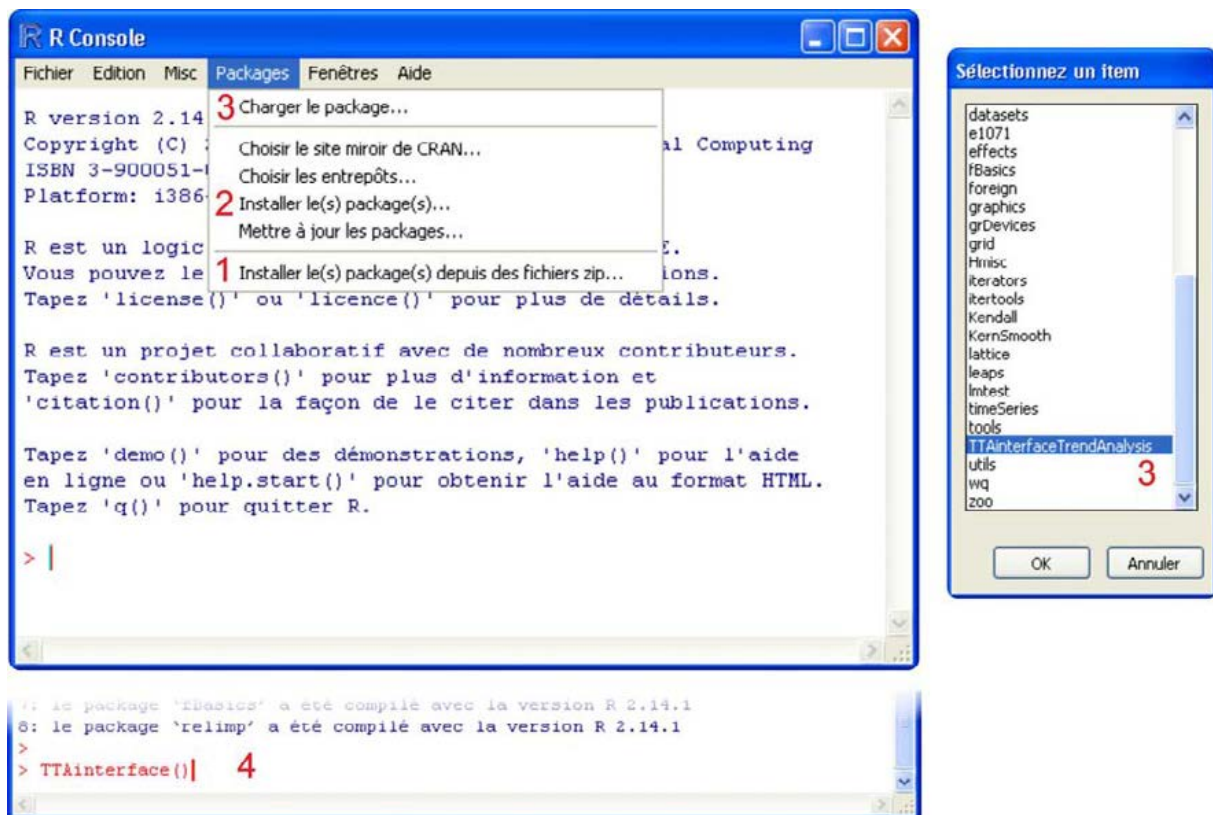 R Console
Fichier Edition Misc Packages Fenêtres Aide
3 Charger le package...
Choisir le site miroir de CRAN...
Choisir les entrepôts...
2 Installer le(s) package(s)...
Mettre à jour les packages...
1 Installer le(s) package(s) depuis des fichiers zip...
R version 2.14
Copyright (C) al Computing
ISBN 3-900051-
Platform: i386-
R est un logic E.
Vous pouvez le ions.
Tapez 'license()' ou 'licence()' pour plus de détails.
R est un projet collaboratif avec de nombreux contributeurs.
Tapez 'contributors()' pour plus d'information et
'citation()' pour la façon de le citer dans les publications.
Tapez 'demo()' pour des démonstrations, 'help()' pour l'aide
en ligne ou 'help.start()' pour obtenir l'aide au format HTML.
Tapez 'q()' pour quitter R.
>
Sélectionnez un item
datasets
e1071
effects
fBasics
foreign
graphics
grDevices
grid
Hmisc
iterators
itertools
Kendall
KernSmooth
lattice
leaps
lmtest
timeSeries
tools
TTAinterfaceTrendAnalysis
utils
wq 3
zoo
OK Annuler
7: le package ‘fBasics’ a été compilé avec la version R 2.14.1
8: le package ‘relimp’ a été compilé avec la version R 2.14.1
>
> TTAinterface() 4